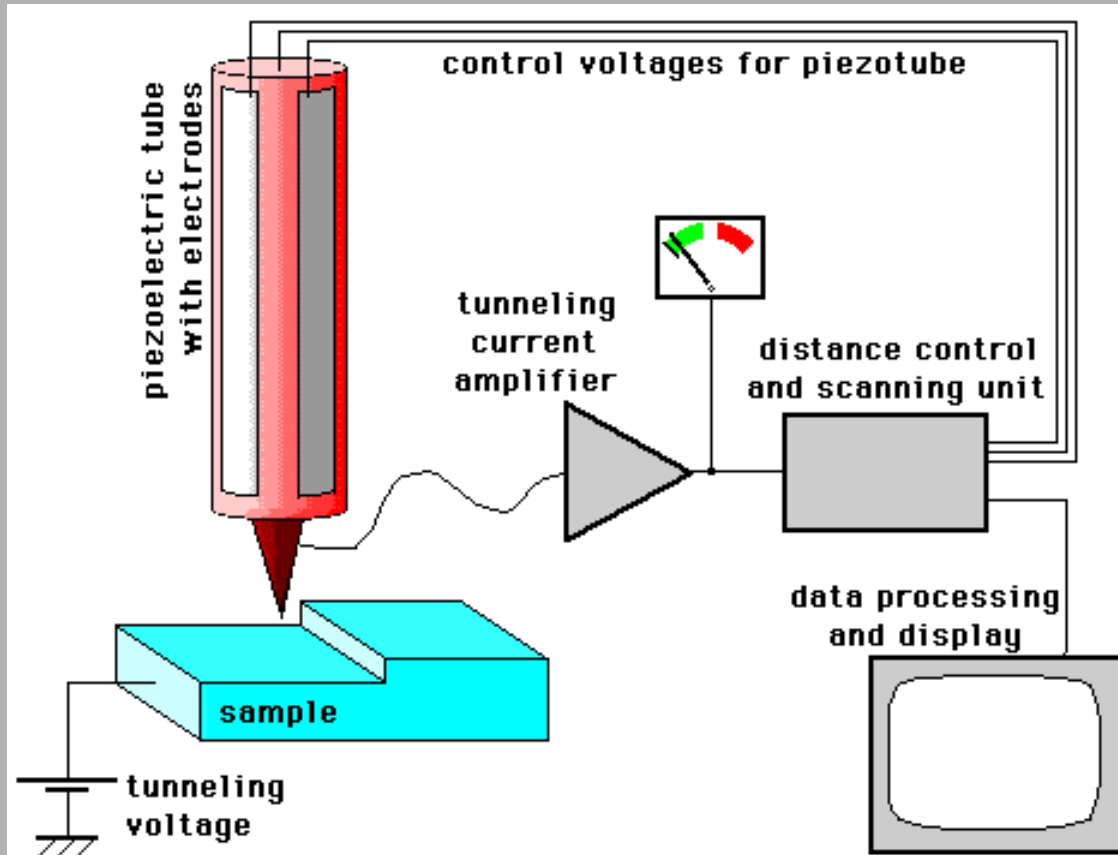 control voltages for piezotube
piezoelectric tube
with electrodes
tunneling
current
amplifier
distance control
and scanning unit
data processing
and display
sample
tunneling
voltage